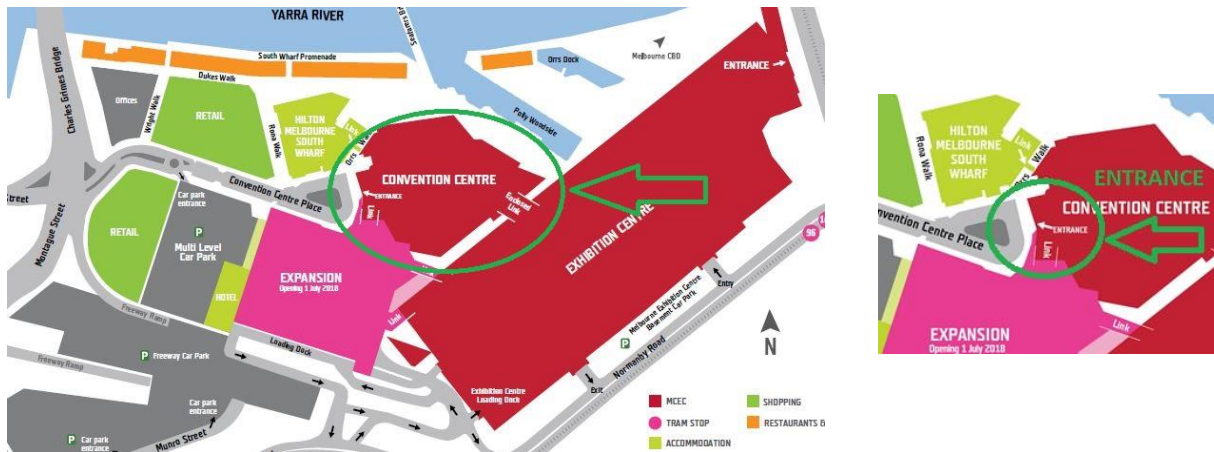 YARRA RIVER
Charles Grimes Bridge
South Wharf Promenade
Dukes Walk
Orrs Dock
Melbourne CBD
ENTRANCE
Offices
Wright Walk
RETAIL
Rona Walk
HILTON
MELBOURNE
SOUTH
WHARF
Link
Orrs
Polly Woodside
CONVENTION CENTRE
ENTRANCE
Link
Enclosed
Link
Convention Centre Place
Car park
entrance
Street
Montague Street
RETAIL
P
Multi Level
Car Park
HOTEL
EXPANSION
Opening 1 July 2018
Link
EXHIBITION CENTRE
96
Entry
Melbourne Exhibition Centre
Basement Car Park
P
Normanby Road
Exit
N
Freeway Ramp
Loading Dock
P Freeway Car Park
Freeway Ramp
Car park
entrance
Munro Street
P Car park
entrance
Exhibition Centre
Loading Dock
MCEC
SHOPPING
TRAM STOP
RESTAURANTS
ACCOMMODATION
HILTON
MELBOURNE
SOUTH
WHARF
Link
Orrs Walk
Rona Walk
ENTRANCE
CONVENTION CENTRE
ENTRANCE
nvention Centre Place
Link
Link
EXPANSION
Opening 1 July 2018